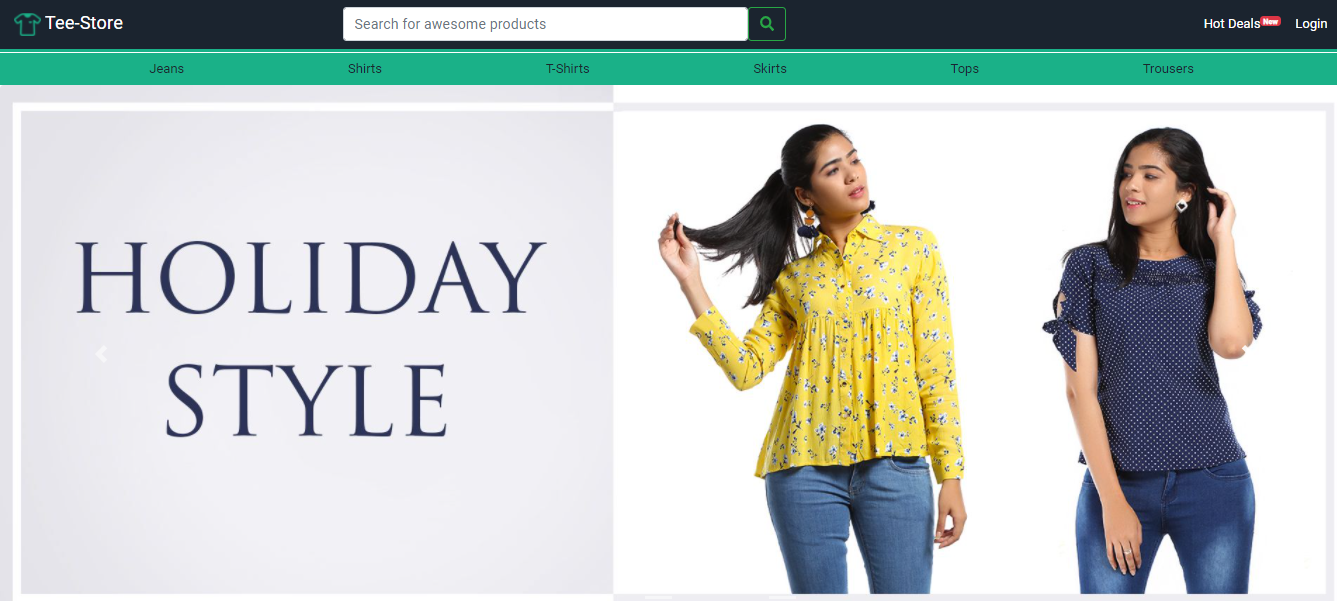 Tee-Store
Search for awesome products
Hot Deals New
Login
Jeans
Shirts
T-Shirts
Skirts
Tops
Trousers
HOLIDAY
STYLE